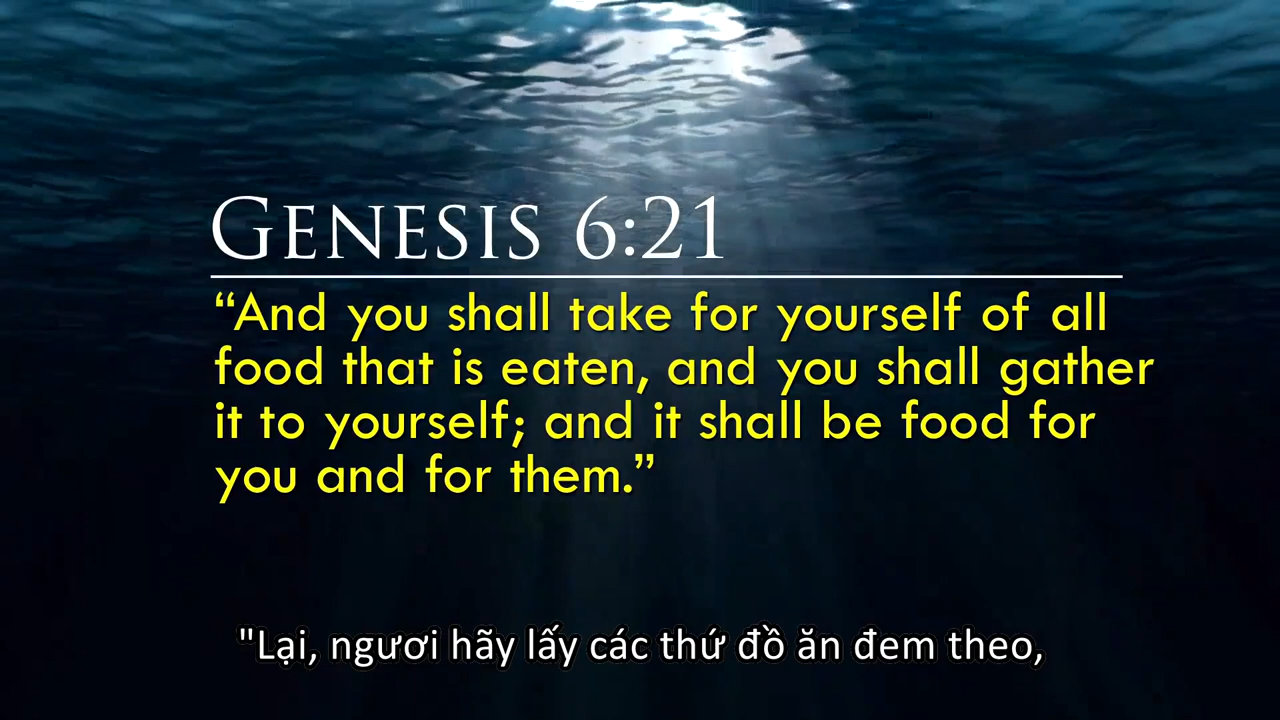 GENESIS 6:21
“And you shall take for yourself of all
food that is eaten, and you shall gather
it to yourself; and it shall be food for
you and for them.”
"Lại, ngươi hãy lấy các thứ đồ ăn đem theo,